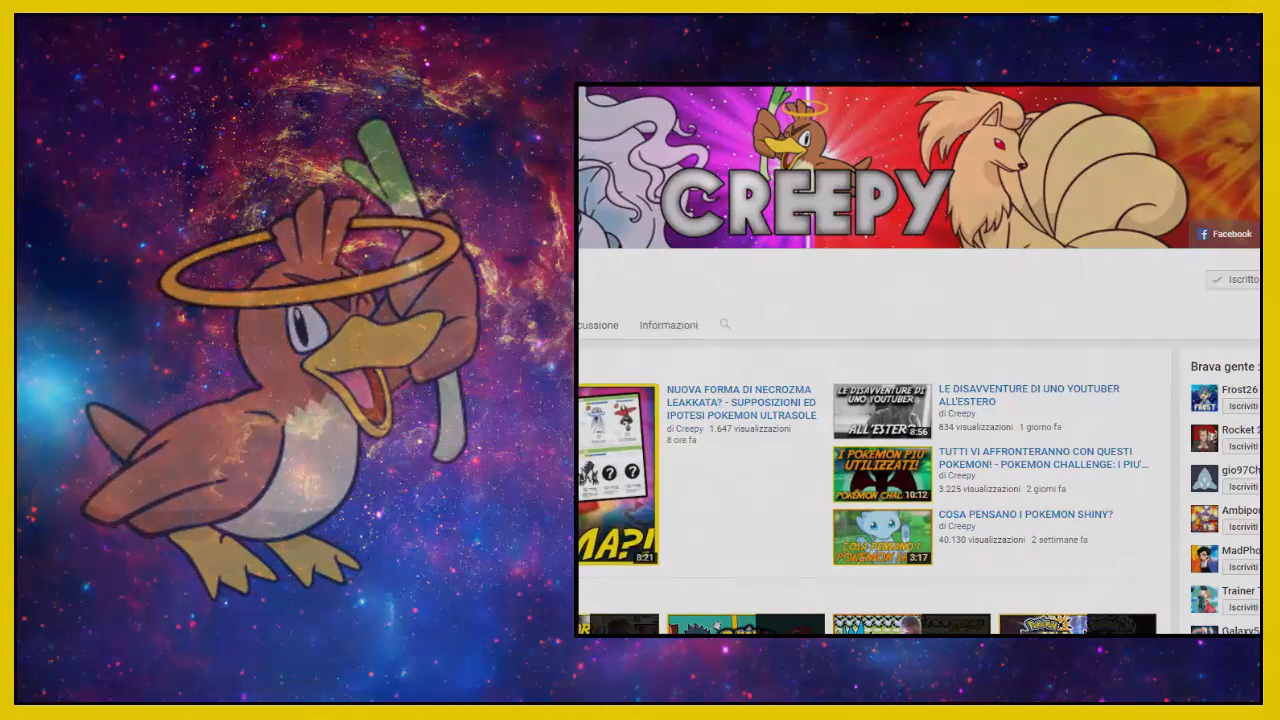 CREEPY
Facebook
Iscritto
cussione Informazioni
NUOVA FORMA DI NECROZMA
LEAKKATA? - SUPPOSIZIONI ED
IPOTESI POKEMON ULTRASOLE
di Creepy 1.647 visualizzazioni
8 ore fa
MA?!
8:21
LE DISAVVENTURE DI
UNO YOUTUBER
ALL'ESTER
8:56
LE DISAVVENTURE DI UNO YOUTUBER
ALL'ESTERO
di Creepy
834 visualizzazioni 1 giorno fa
I POKEMON PIU'
UTILIZZATI!
POKEMON CHAL
10:12
TUTTI VI AFFRONTERANNO CON QUESTI
POKEMON! - POKEMON CHALLENGE: I PIU'...
di Creepy
3.225 visualizzazioni 2 giorni fa
COSA PENSANO I
POKEMON
3:17
COSA PENSANO I POKEMON SHINY?
di Creepy
40.130 visualizzazioni 2 settimane fa
Brava gente :
Frost26
Iscriviti
Rocket 2
Iscriviti
gio97Ch
Iscriviti
Ambipor
Iscriviti
MadPho
Iscriviti
Trainer T
Iscriviti
Galaxy5